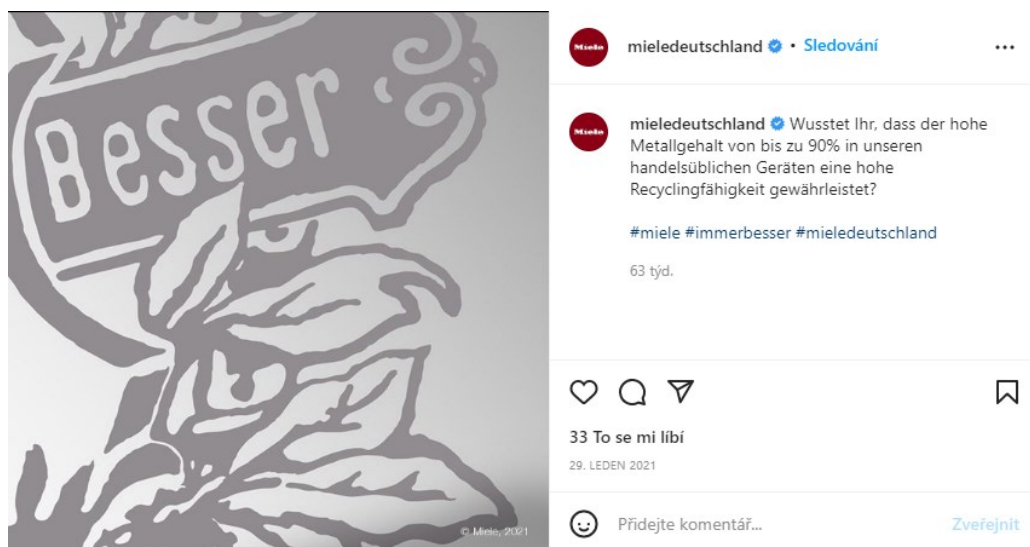 Besser
© Miele, 2021
Miele
mieledeutschland • Sledování
Miele
mieledeutschland Wusstet Ihr, dass der hohe
Metallgehalt von bis zu 90% in unseren
handelsüblichen Geräten eine hohe
Recyclingfähigkeit gewährleistet?
#miele #immerbesser #mieledeutschland
63 týd.
33 To se mi líbí
29. LEDEN 2021
Přidejte komentář...
Zveřejnit